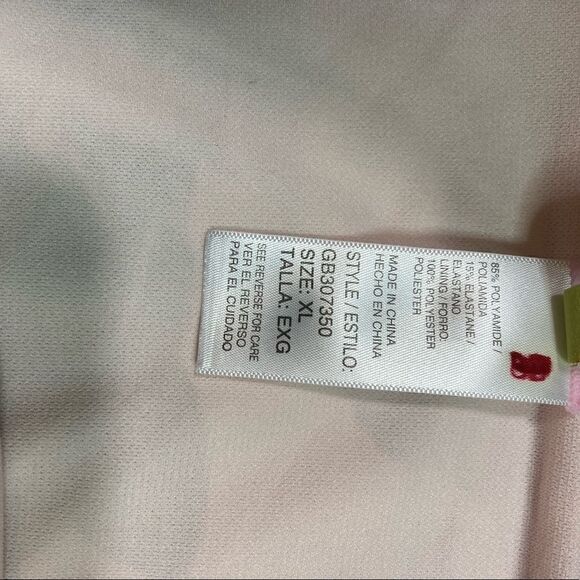 85% POLYAMIDE /
POLIAMIDA
15% ELASTANE /
ELASTANO
LINING / FORRO:
100% POLYESTER
POLIESTER
MADE IN CHINA
HECHO EN CHINA
STYLE / ESTILO:
GB307350
SIZE: XL
TALLA: EXG
SEE REVERSE FOR CARE
VER EL REVERSO
PARA EL CUIDADO